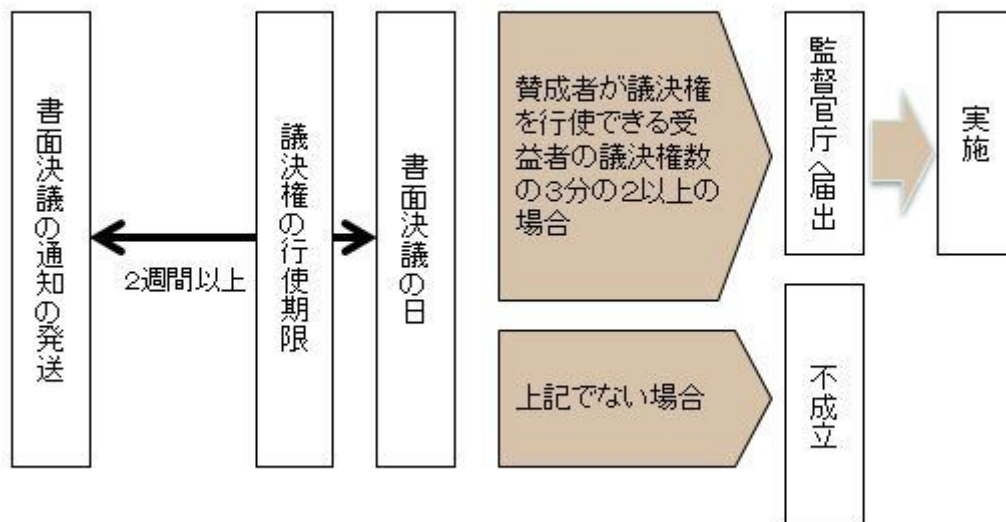 書面決議の通知の発送
2週間以上
議決権の行使期限
書面決議の日
賛成者が議決権
を行使できる受
益者の議決権数
の3分の2以上の
場合
監督官庁へ届出
実施
上記でない場合
不成立